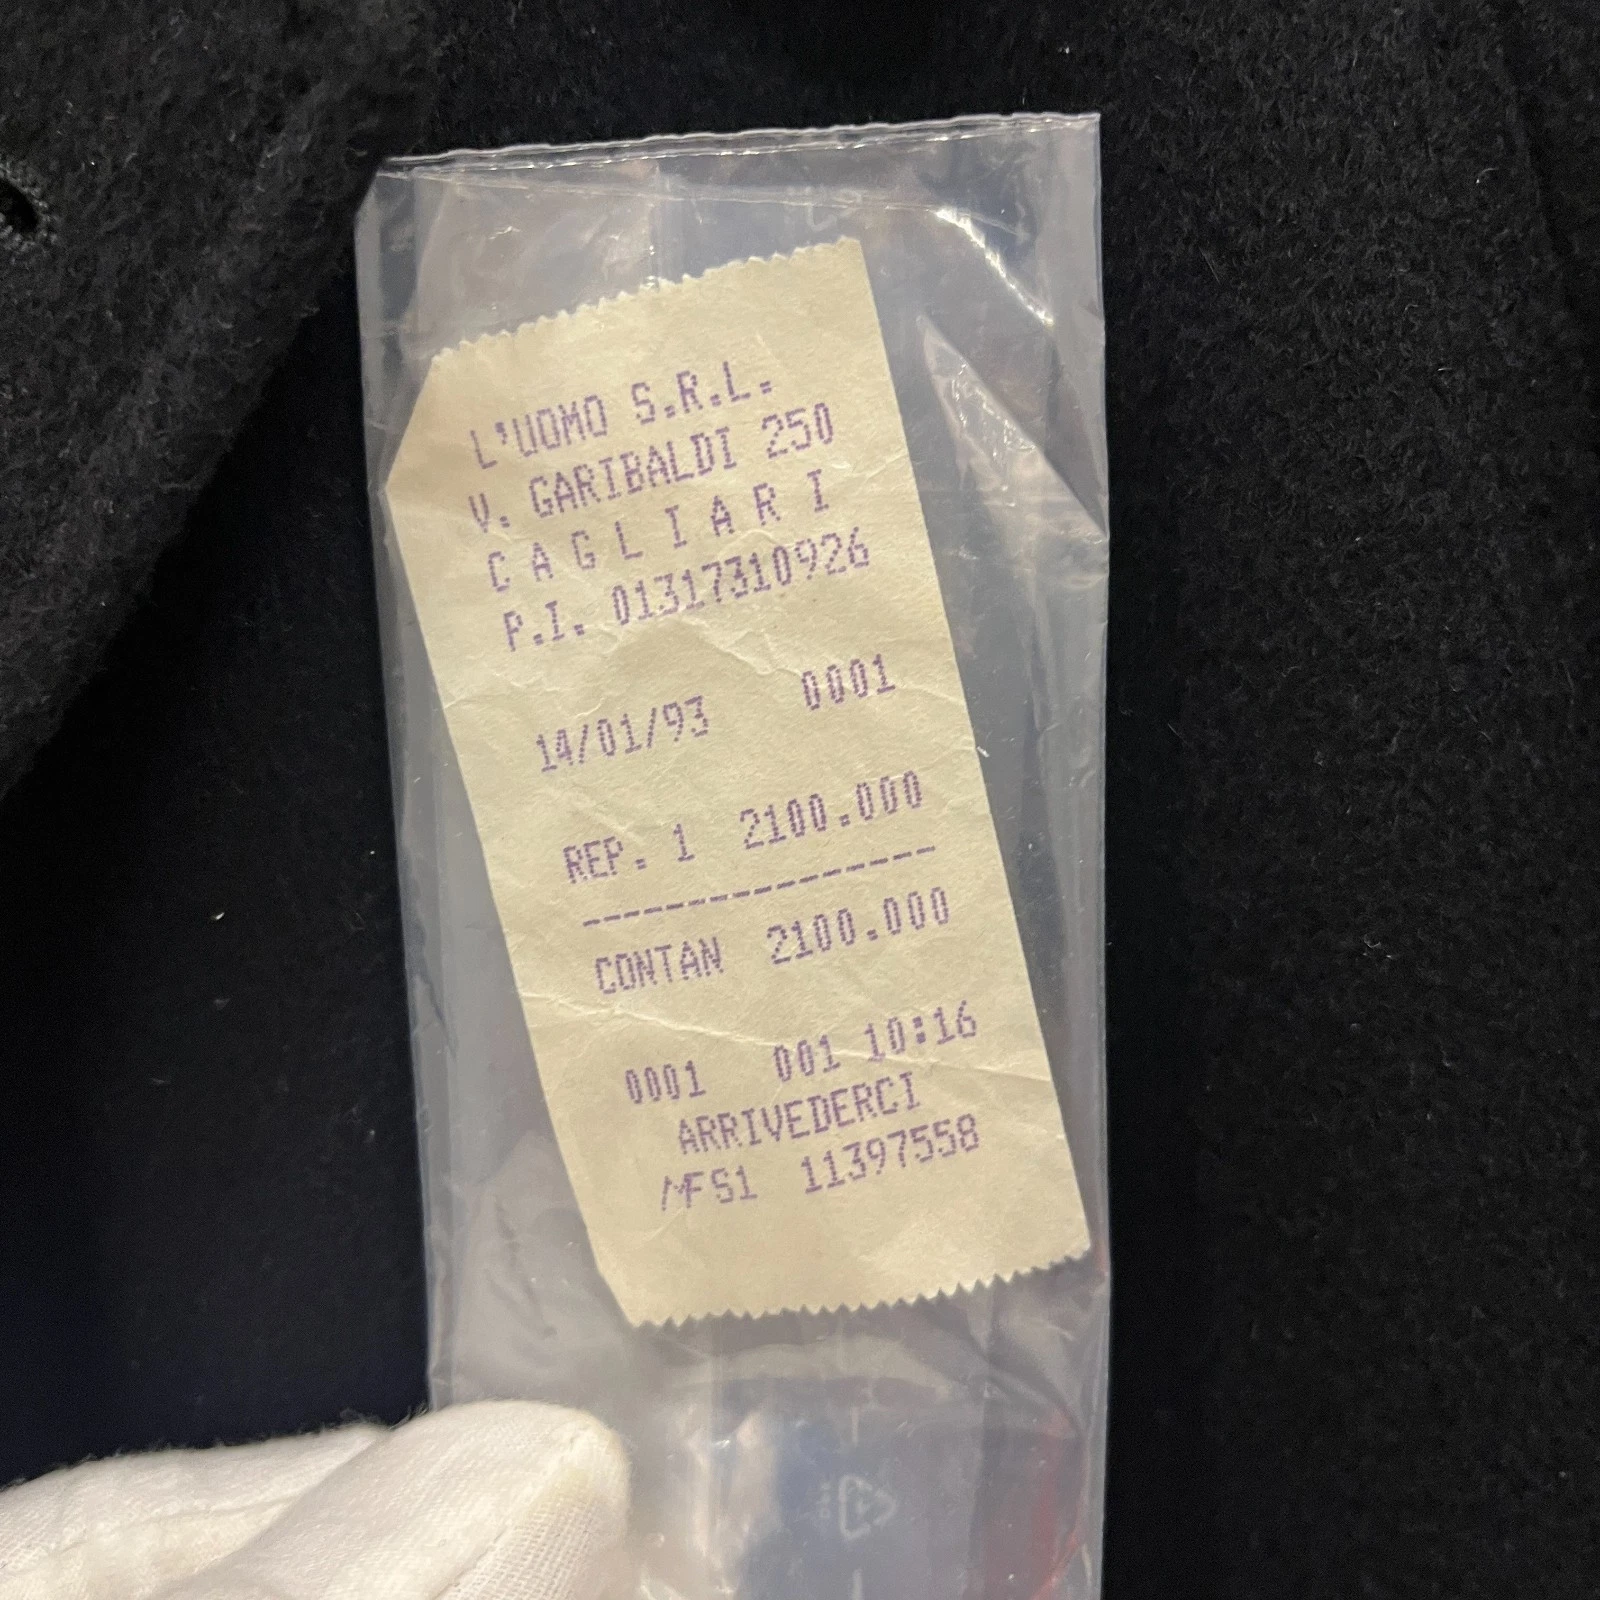 L'UOMO S.R.L.
V. GARIBALDI 250
C A G L I A R I
P.I. 01317310926
14/01/93 0001
REP. 1 2100.000
----------------
CONTAN 2100.000
0001 001 10:16
ARRIVEDERCI
MFS1 11397558